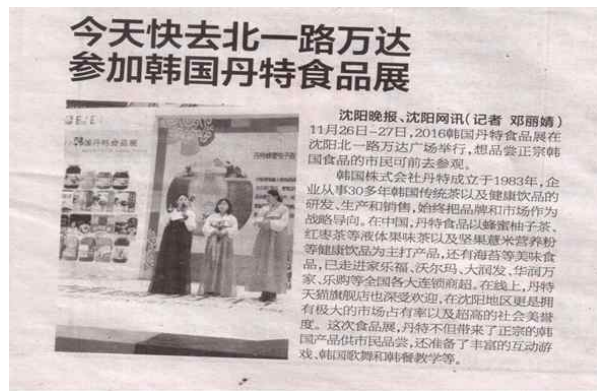 今天快去北一路万达
参加韩国丹特食品展
韩国丹特食品展
沈阳晚报、沈阳网讯(记者 邓丽婧)
11月26日-27日,2016韩国丹特食品展在
沈阳北一路万达广场举行,想品尝正宗韩
国食品的市民可前去参观。
韩国株式会社丹特成立于1983年,企
业从事30多年韩国传统茶以及健康饮品的
研发、生产和销售,始终把品牌和市场作为
战略导向。在中国,丹特食品以蜂蜜柚子茶、
红枣茶等液体果味茶以及坚果薏米营养粉
等健康饮品为主打产品,还有海苔等美味食
品,已走进家乐福、沃尔玛、大润发、华润万
家、乐购等全国各大连锁商超。在线上,丹特
天猫旗舰店也深受欢迎,在沈阳地区更是拥
有极大的市场占有率以及超高的社会美誉
度。这次食品展,丹特不但带来了正宗的韩
国产品供市民品尝,还准备了丰富的互动游
戏、韩国歌舞和韩餐教学等。